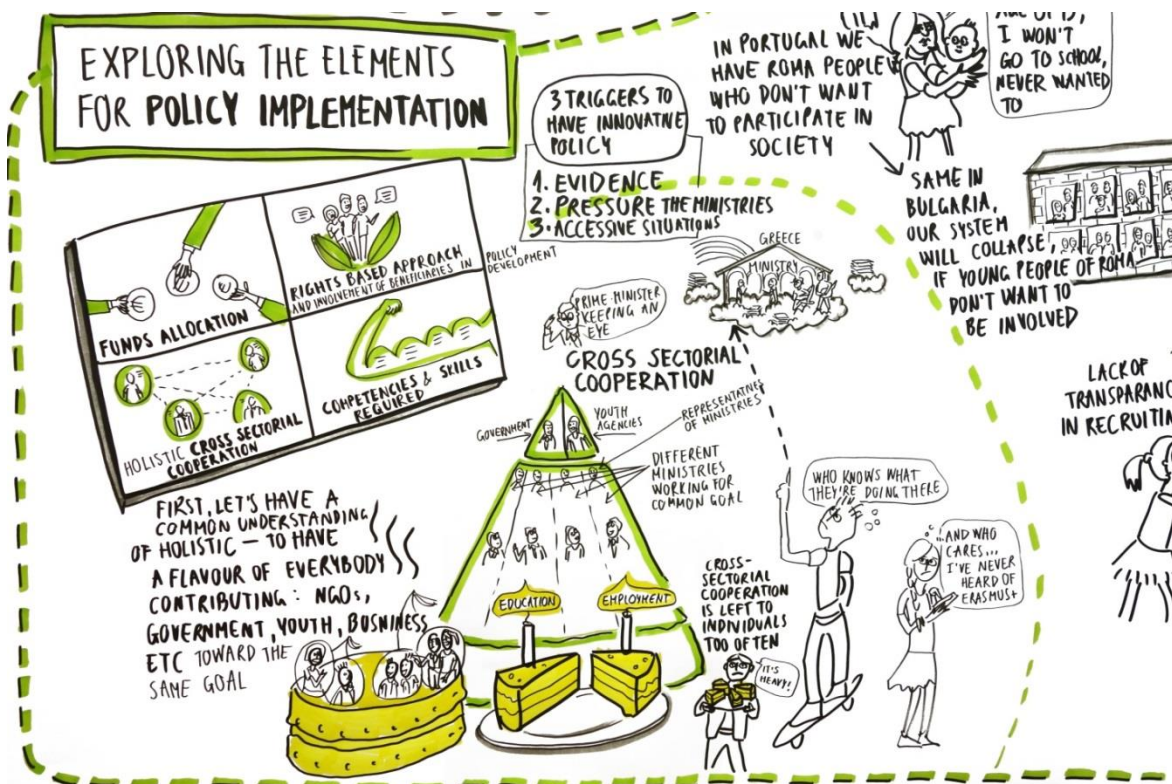 EXPLORING THE ELEMENTS
FOR POLICY IMPLEMENTATION
3 TRIGGERS TO
HAVE INNOVATIVE
POLICY
1. EVIDENCE
2. PRESSURE THE MINISTRIES
3. ACCESSIVE SITUATIONS
IN PORTUGAL WE
HAVE ROMA PEOPLE
WHO DON'T WANT
TO PARTICIPATE IN
SOCIETY
I WON'T
GO TO SCHOOL,
NEVER WANTED
TO
SAME IN
BULGARIA,
OUR SYSTEM
WILL COLLAPSE,
IF YOUNG PEOPLE OF ROMA
DON'T WANT TO
BE INVOLVED
FUNDS ALLOCATION
RIGHTS BASED APPROACH
AND INVOLVEMENT OF BENEFICIARIES IN POLICY
DEVELOPMENT
HOLISTIC CROSS SECTORIAL
COOPERATION
COMPETENCIES & SKILLS
REQUIRED
GREECE
MINISTRY
PRIME-MINISTER
KEEPING AN
EYE
CROSS SECTORIAL
COOPERATION
GOVERNMENT
YOUTH
AGENCIES
REPRESENTATIVES
OF MINISTRIES
DIFFERENT
MINISTRIES
WORKING FOR
COMMON GOAL
EDUCATION
EMPLOYMENT
FIRST, LET'S HAVE A
COMMON UNDERSTANDING
OF HOLISTIC — TO HAVE
A FLAVOUR OF EVERYBODY
CONTRIBUTING: NGOs,
GOVERNMENT, YOUTH, BOSNINESS
ETC TOWARD THE
SAME GOAL
CROSS-
SECTORIAL
COOPERATION
IS LEFT TO
INDIVIDUALS
TOO OFTEN
IT'S
HEAVY!
WHO KNOWS WHAT
THEY'RE DOING THERE
...AND WHO
CARES...
I'VE NEVER
HEARD OF
ERASMUS+
LACK OF
TRANSPARANC
IN RECRUITIN